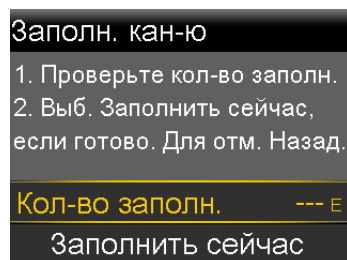 Заполн. кан-ю
1. Проверьте кол-во заполн.
2. Выб. Заполнить сейчас,
если готово. Для отм. Назад.
Кол-во заполн. --- Е
Заполнить сейчас